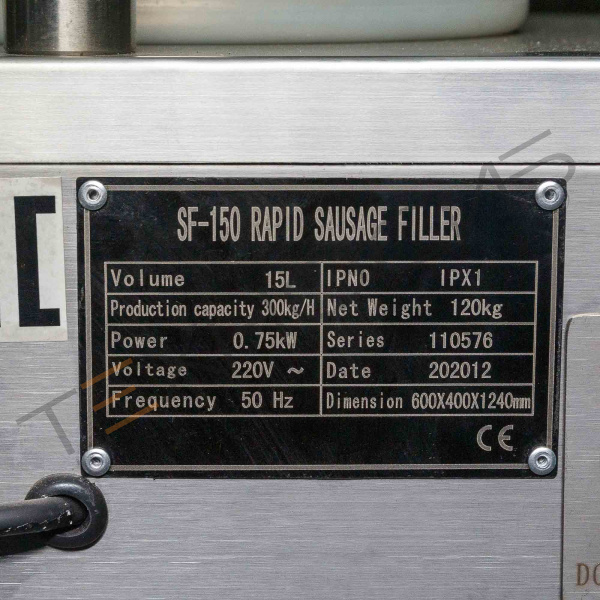 SF-150 RAPID SAUSAGE FILLER
Volume 15L IPNO IPX1
Production capacity 300kg/H Net Weight 120kg
Power 0.75kW Series 110576
Voltage 220V ~ Date 202012
Frequency 50 Hz Dimension 600X400X1240mm
CE